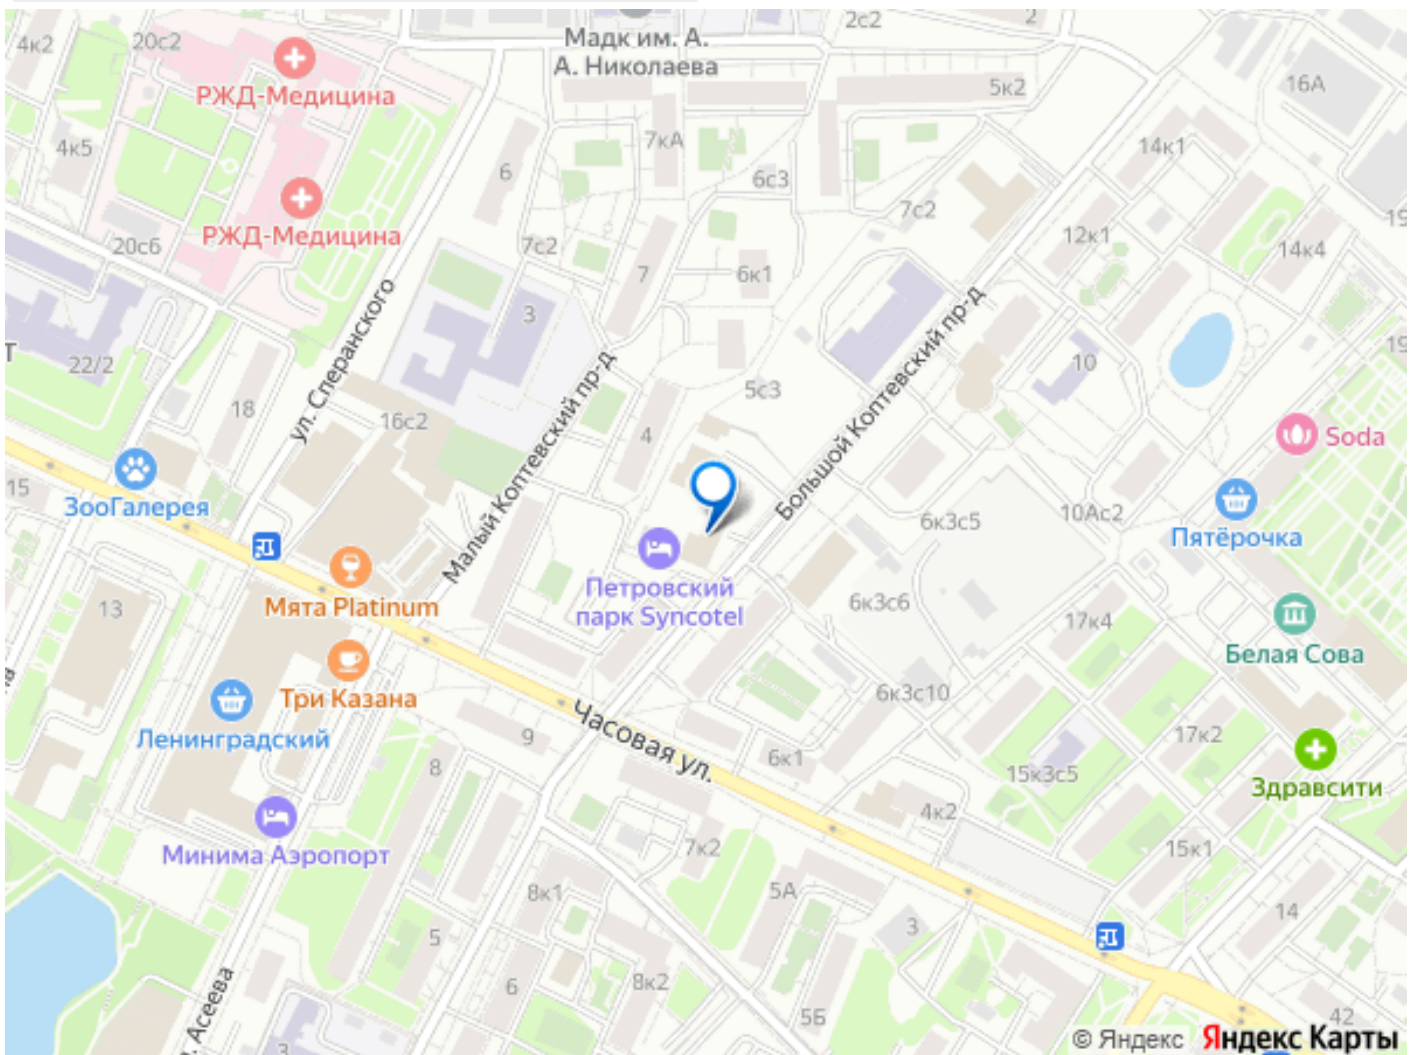 2с2
2
4к2
20с2
Мадк им. А.
А. Николаева
РЖД-Медицина
5к2
16А
4к5
7кА
14к1
6
6с3
7с2
РЖД-Медицина
19
20с6
7с2
12к1
14к4
7
6к1
ул. Сперанского
3
Большой Коптевский пр-д
Т
22/2
19
10
Малый Коптевский пр-д
5с3
18
16с2
4
Soda
15
ЗооГалерея
6к3с5
10Ас2
Пятёрочка
Петровский
парк Syncotel
Мята Platinum
13
6к3с6
17к4
Белая Сова
Три Казана
6к3с10
Ленинградский
9
Часовая ул.
17к2
8
6к1
15к3с5
Здравсити
4к2
Минима Аэропорт
7к2
15к1
8к1
5А
14
3
5
6
8к2
Асеева
5Б
42
3
© Яндекс Яндекс Карты